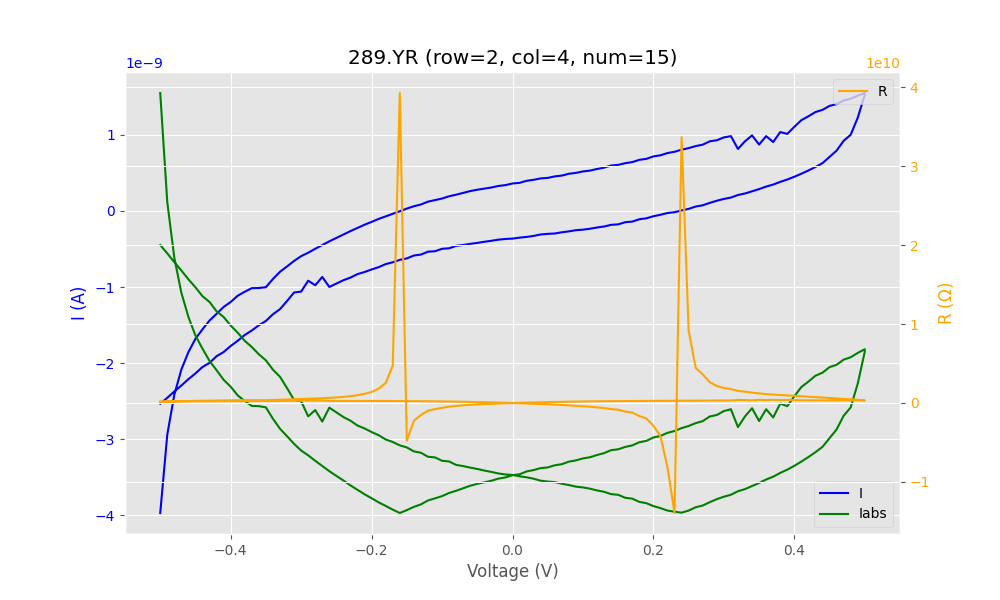 289.YR (row=2, col=4, num=15)
1e−9
1e10
R
1
0
−1
−2
−3
−4
I (A)
4
3
2
1
0
−1
R (Ω)
I
Iabs
−0.4
−0.2
0.0
0.2
0.4
Voltage (V)